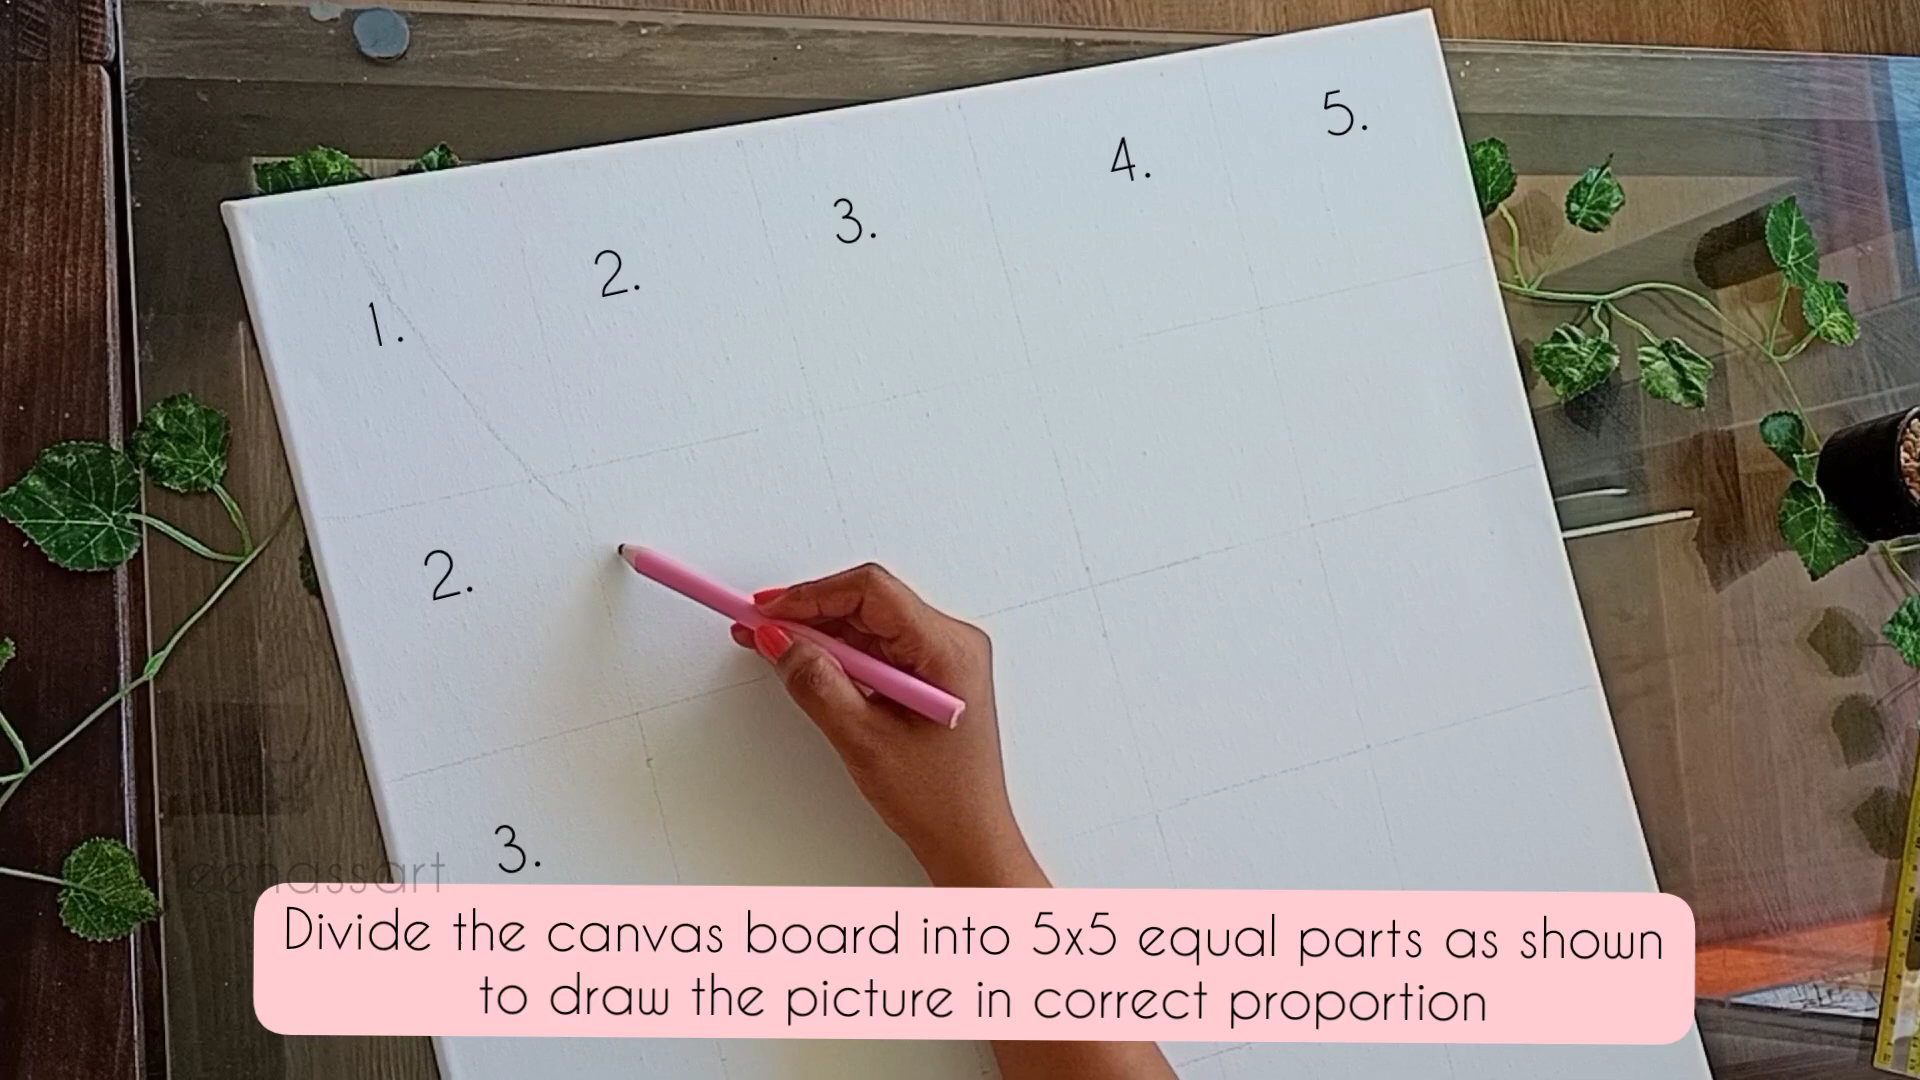 5.
4.
3.
2.
1.
2.
3.
eenassart
Divide the canvas board into 5x5 equal parts as shown
to draw the picture in correct proportion